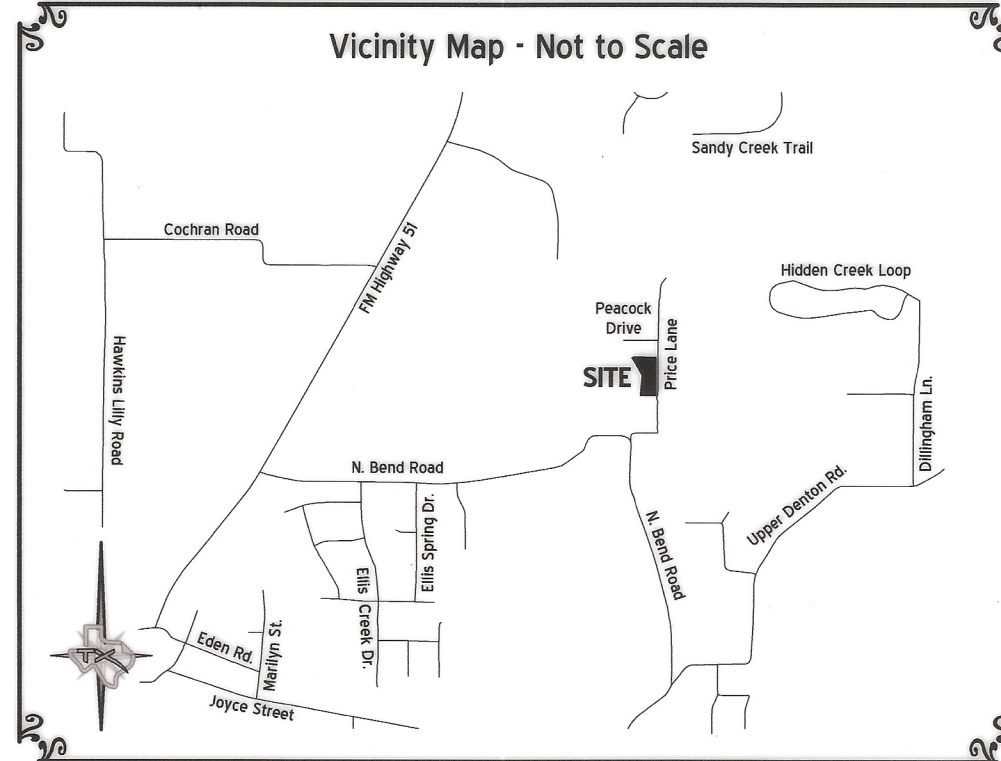 Vicinity Map - Not to Scale
Sandy Creek Trail
Cochran Road
FM Highway 51
Hidden Creek Loop
Peacock
Drive
Price Lane
SITE
Hawkins Lilly Road
Dillingham Ln.
N. Bend Road
Upper Denton Rd.
Ellis Spring Dr.
N. Bend Road
Ellis Creek Dr.
Eden Rd.
Marilyn St.
TX
Joyce Street